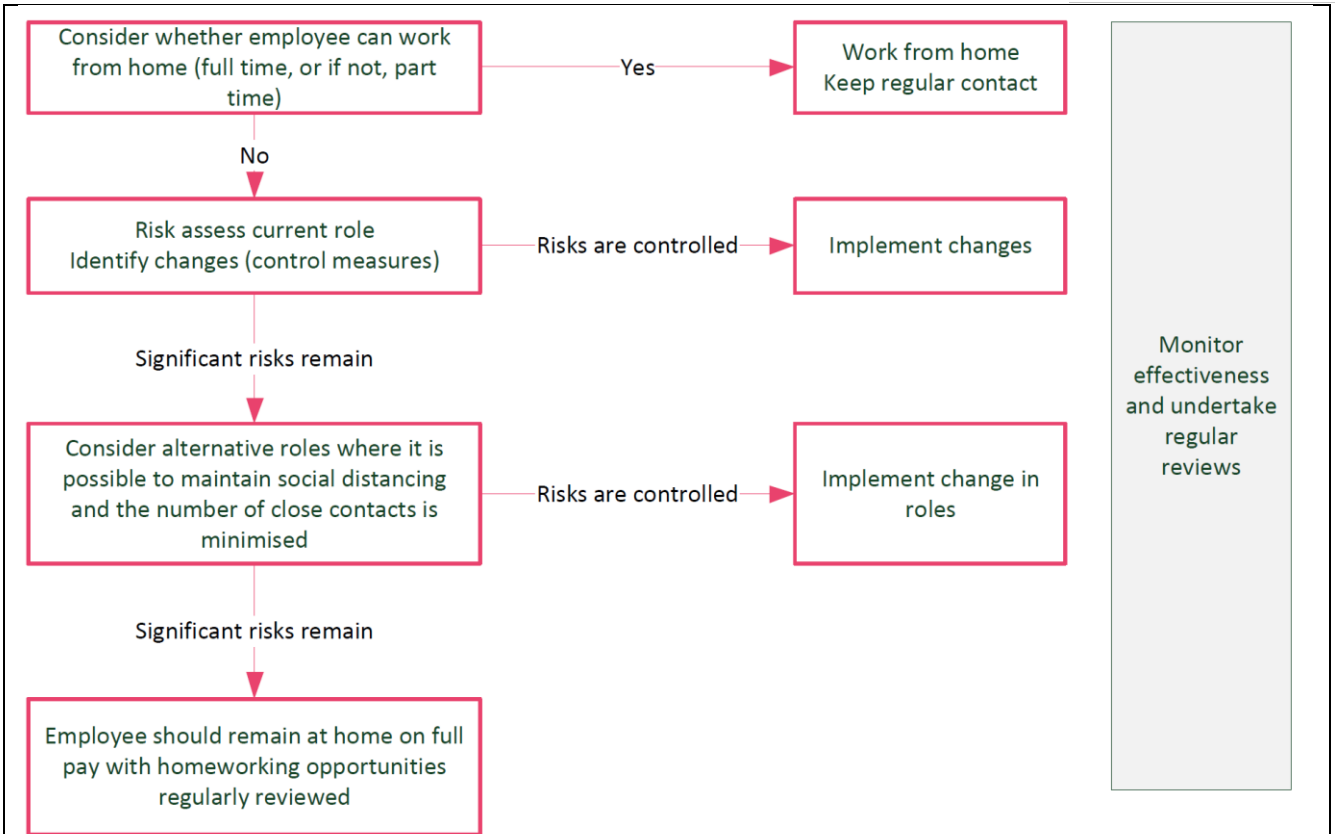 Consider whether employee can work
from home (full time, or if not, part
time)
Yes
Work from home
Keep regular contact
No
Risk assess current role
Identify changes (control measures)
Risks are controlled
Implement changes
Significant risks remain
Consider alternative roles where it is
possible to maintain social distancing
and the number of close contacts is
minimised
Risks are controlled
Implement change in
roles
Significant risks remain
Employee should remain at home on full
pay with homeworking opportunities
regularly reviewed
Monitor
effectiveness
and undertake
regular
reviews